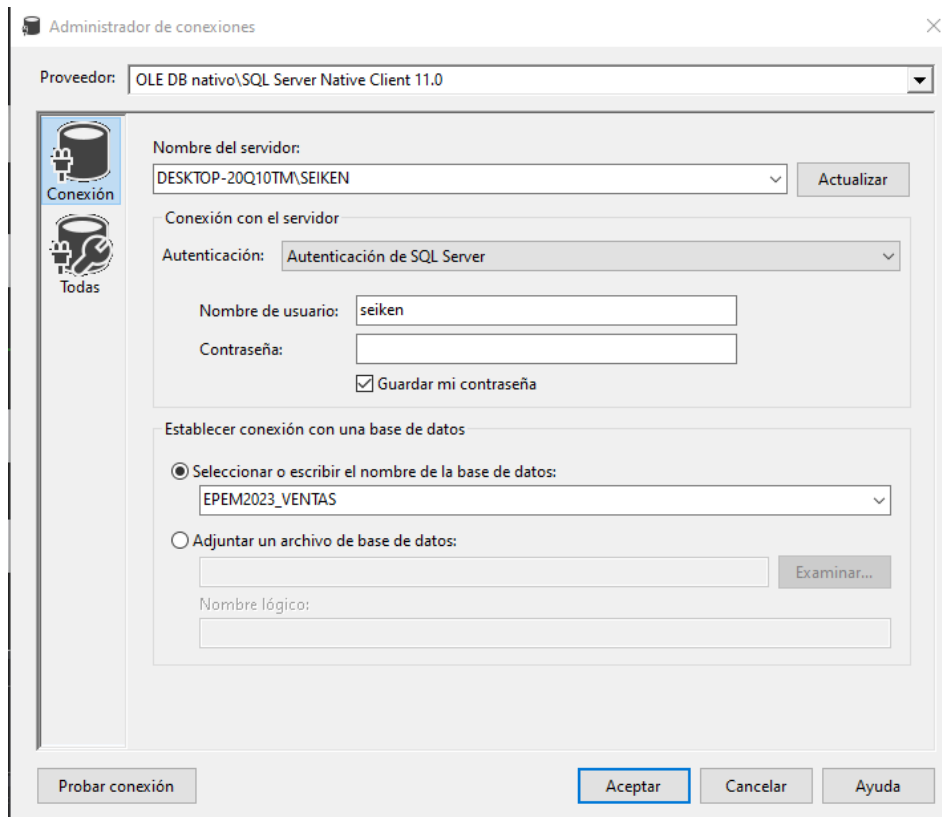 Administrador de conexiones
Proveedor: OLE DB nativo\SQL Server Native Client 11.0
Conexión
Todas
Nombre del servidor:
DESKTOP-20Q10TM\SEIKEN Actualizar
Conexión con el servidor
Autenticación: Autenticación de SQL Server
Nombre de usuario: seiken
Contraseña:
Guardar mi contraseña
Establecer conexión con una base de datos
Seleccionar o escribir el nombre de la base de datos:
EPEM2023_VENTAS
Adjuntar un archivo de base de datos:
Examinar...
Nombre lógico:
Probar conexión Aceptar Cancelar Ayuda